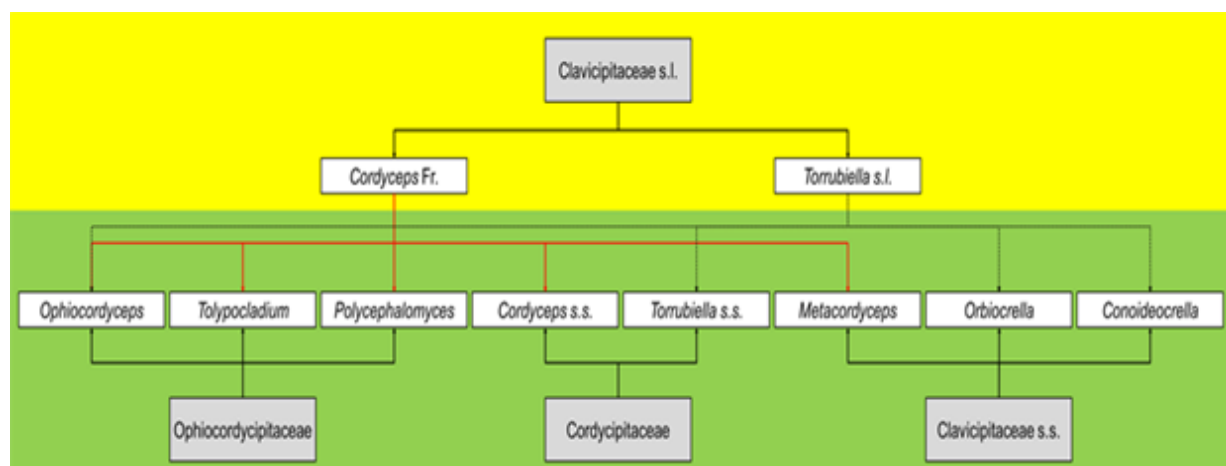 Clavicipitaceae s.l.
Cordyceps Fr.
Torrubiella s.l.
Ophiocordyceps
Tolypocladium
Polycephalomyces
Cordyceps s.s.
Torrubiella s.s.
Metacordyceps
Orbiocrella
Conoideocrella
Ophiocordycipitaceae
Cordycipitaceae
Clavicipitaceae s.s.